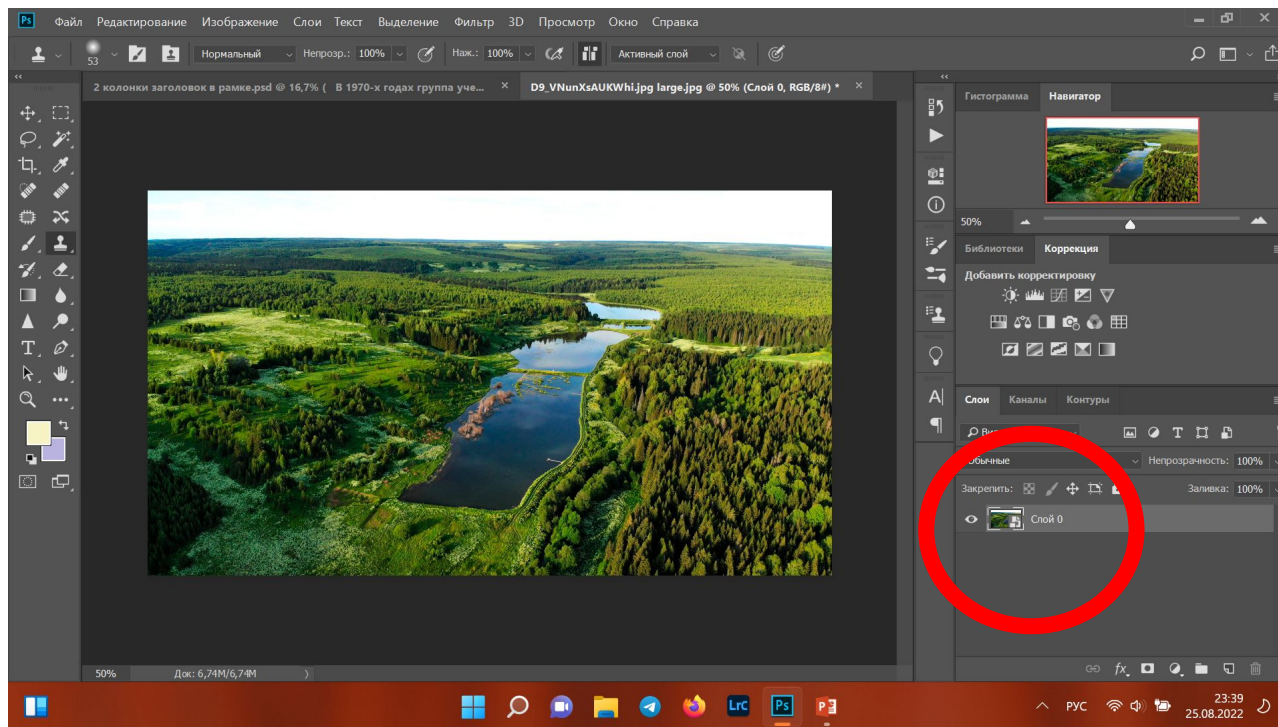 Ps Файл Редактирование Изображение Слои Текст Выделение Фильтр 3D Просмотр Окно Справка
53 Нормальный Непрозр.: 100% Наж.: 100% Активный слой
2 колонки заголовок в рамке.psd @ 16,7% ( В 1970-х годах группа уче... × D9_VNunXsAUKWhi.jpg large.jpg @ 50% (Слой 0, RGB/8#) * ×
Гистограмма Навигатор
50%
Библиотеки Коррекция
Добавить корректировку
Слои Каналы Контуры
Обычные Непрозрачность: 100%
Закрепить: Заливка: 100%
Слой 0
50% Док: 6,74M/6,74M
LrC Ps P РУС 23:39
25.08.2022